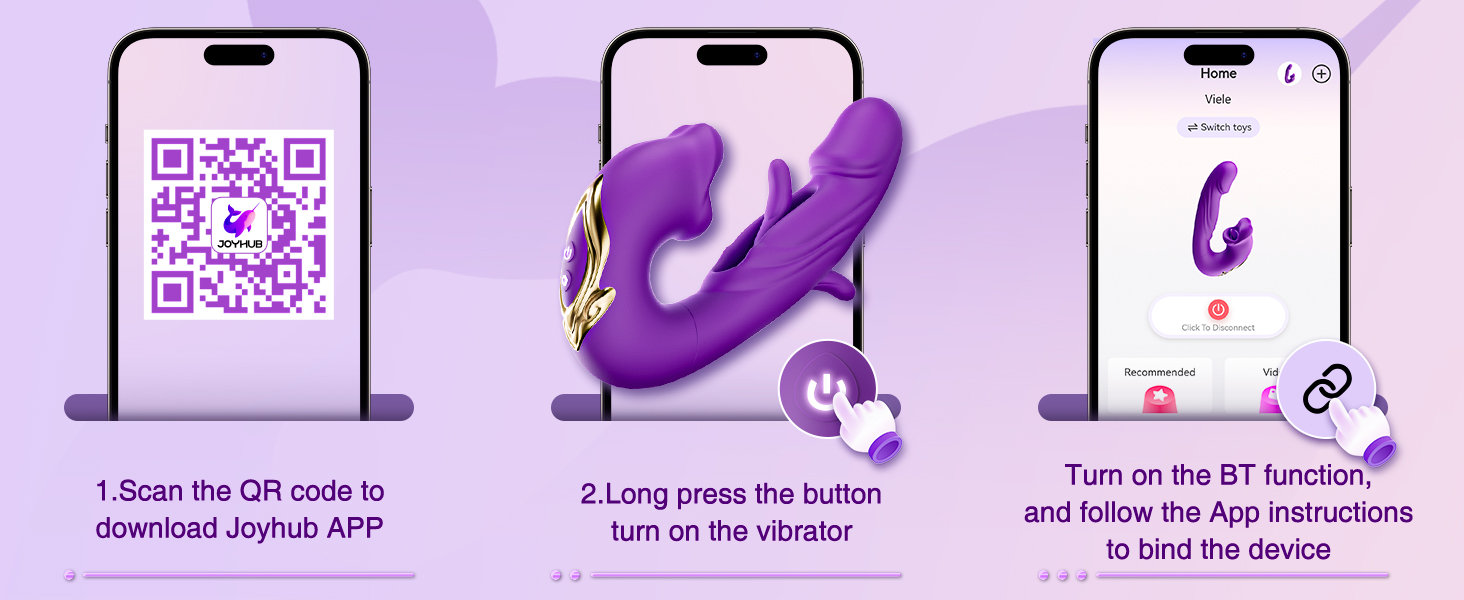 JOYHUB
1.Scan the QR code to
download Joyhub APP
2.Long press the button
turn on the vibrator
Home
Viele
⇌ Switch toys
Click To Disconnect
Recommended
Vid
Turn on the BT function,
and follow the App instructions
to bind the device